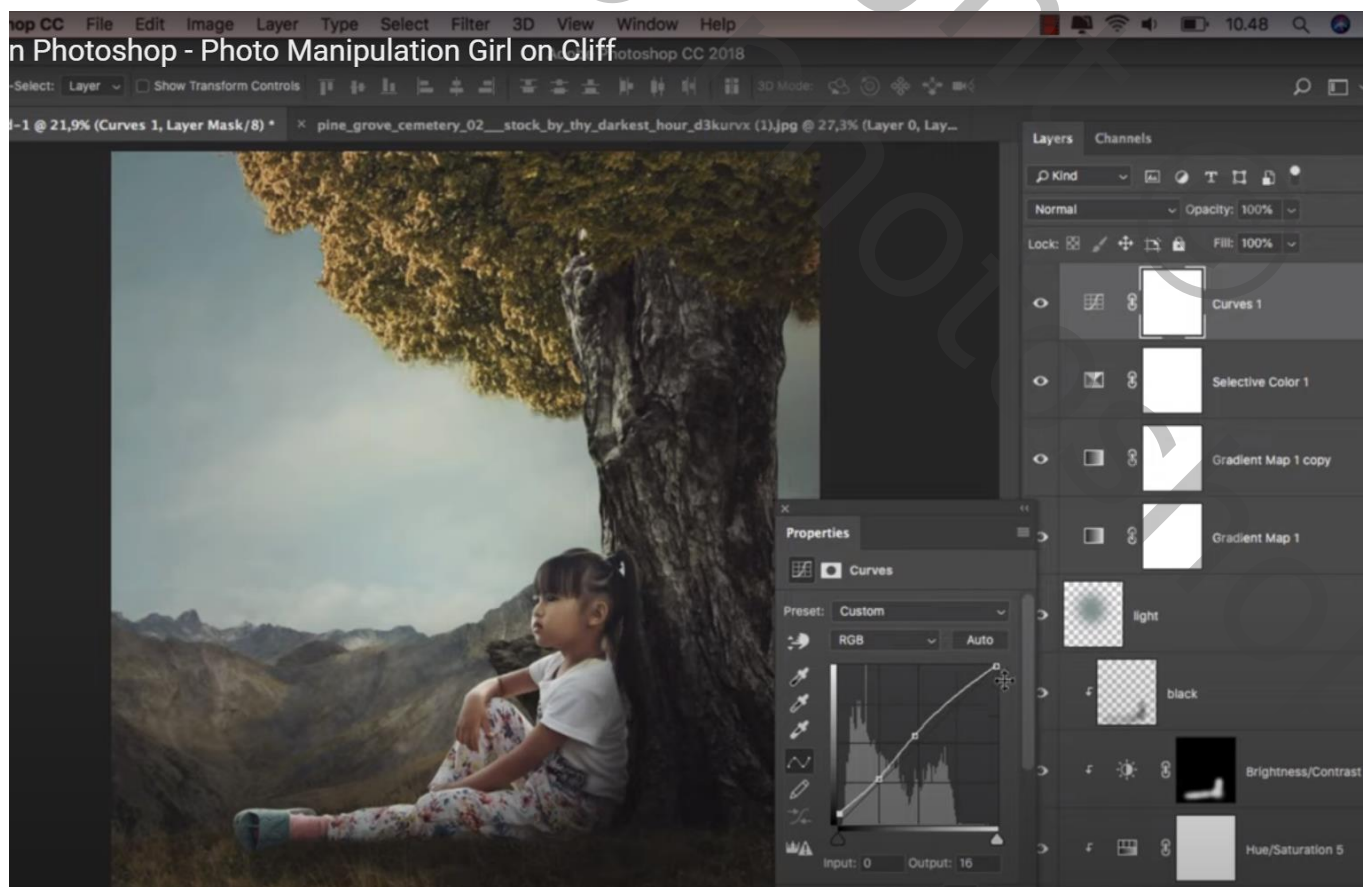 hop CC File Edit Image Layer Type Select Filter 3D View Window Help 10.48
n Photoshop - Photo Manipulation Girl on Cliff
otoshop CC 2018
-Select: Layer Show Transform Controls 3D Mode:
l-1 @ 21,9% (Curves 1, Layer Mask/8) * × pine_grove_cemetery_02__stock_by_thy_darkest_hour_d3kurvx (1).jpg @ 27,3% (Layer 0, Lay...
Layers Channels
Kind
Normal Opacity: 100%
Lock: Fill: 100%
Curves 1
Selective Color 1
Gradient Map 1 copy
Gradient Map 1
light
black
Brightness/Contrast
Hue/Saturation 5
Properties
Curves
Preset: Custom
RGB Auto
Input: 0 Output: 16